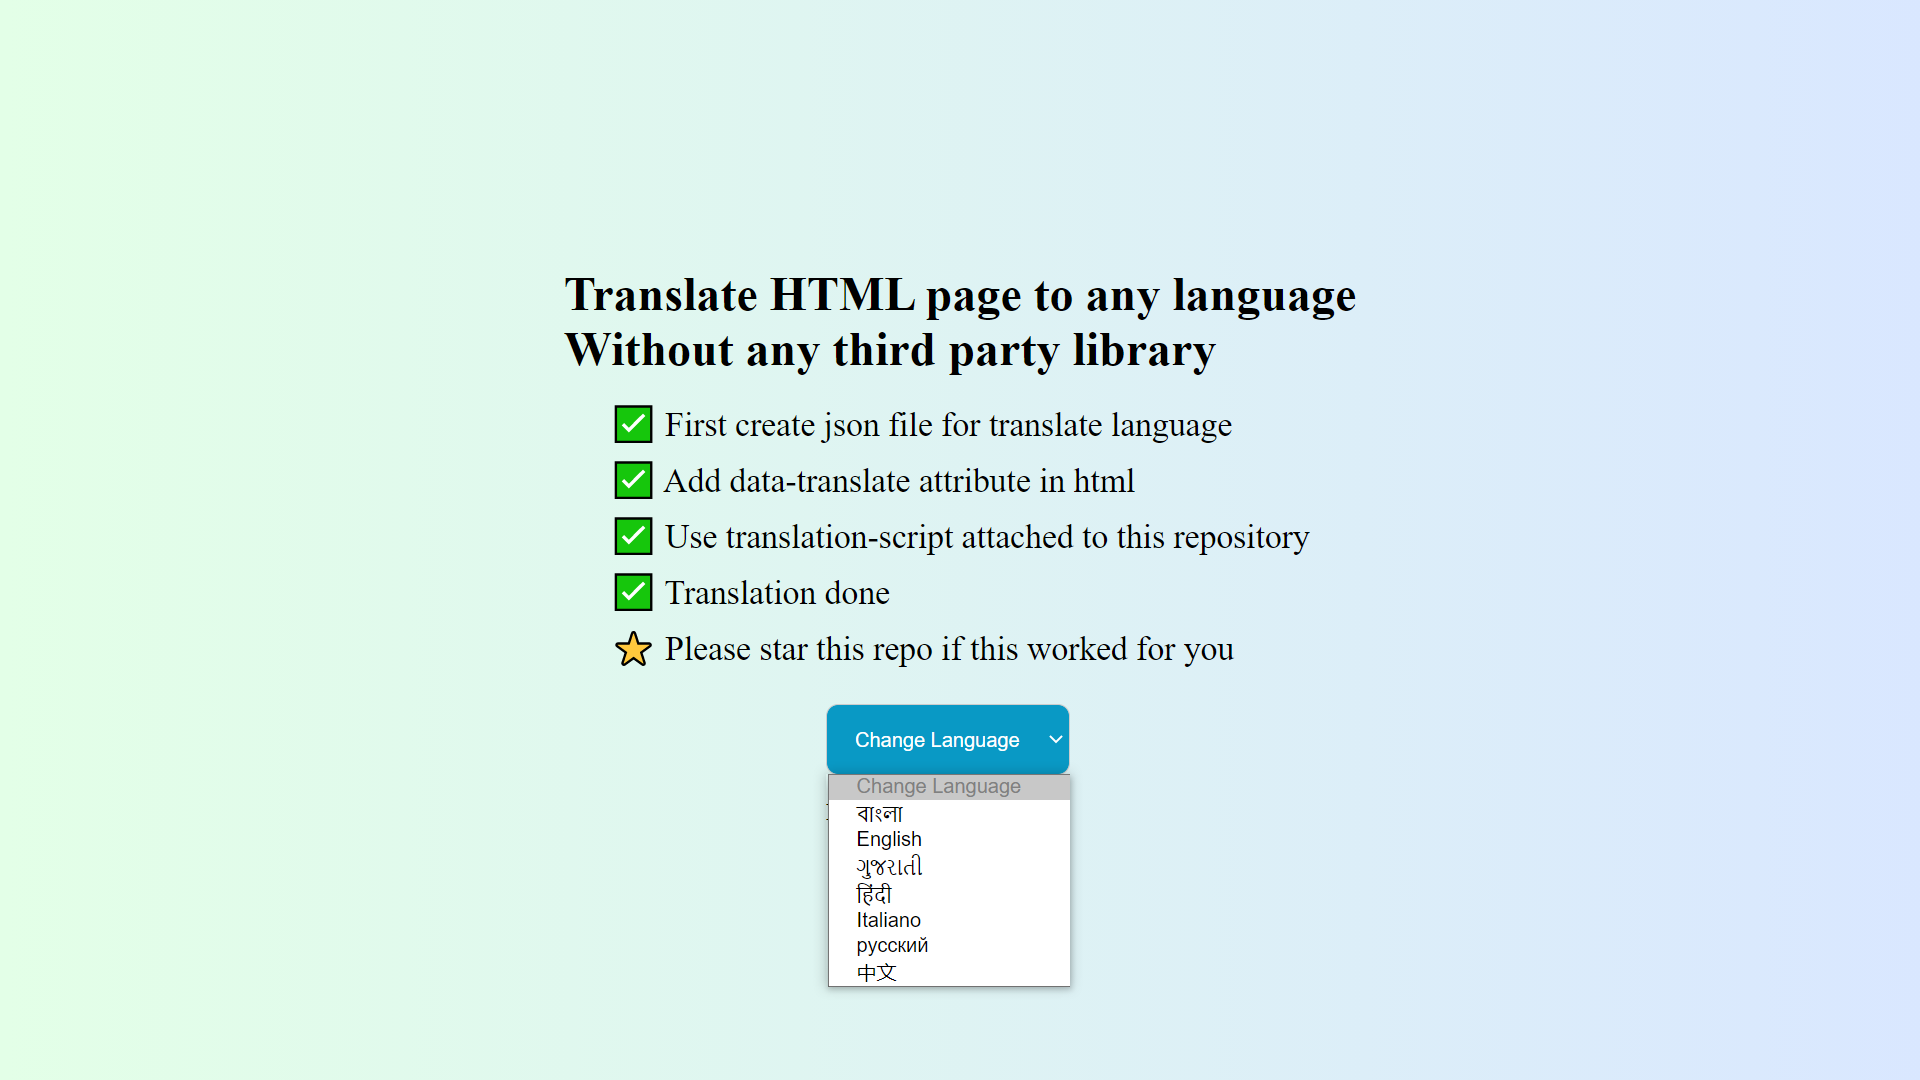 Translate HTML page to any language
Without any third party library
✅ First create json file for translate language
✅ Add data-translate attribute in html
✅ Use translation-script attached to this repository
✅ Translation done
⭐ Please star this repo if this worked for you
Change Language
Change Language
বাংলা
English
ગુજરાતી
हिंदी
Italiano
русский
中文